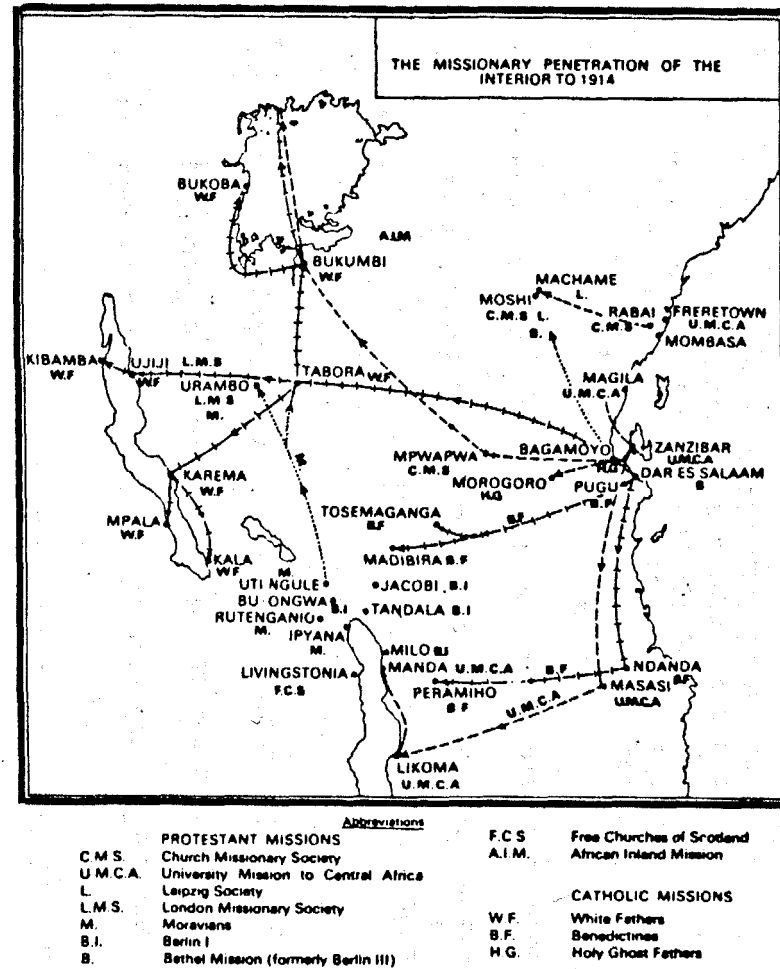 THE MISSIONARY PENETRATION OF THE
INTERIOR TO 1914
BUKOBA
W.F
A.I.M
BUKUMBI
W.F
MACHAME
L.
MOSHI
C.M.S L.
B.
RABAI
C.M.S
FRERETOWN
U.M.C.A
MOMBASA
KIBAMBA
W.F
UJIJI
W.F
L.M.S
URAMBO
L.M.S
M.
TABORA W.F
MAGILA
U.M.C.A
MPWAPWA
C.M.S
BAGAMOYO
H.G
ZANZIBAR
U.M.C.A
MOROGORO
H.G
DAR ES SALAAM
B
PUGU
B.F
KAREMA
W.F
M
TOSEMAGANGA
B.F
B.F
MPALA
W.F
KALA
W.F
MADIBIRA B.F
M.
UTINGULE
JACOBI B.I
BULONGWA
B.I
TANDALA B.I
RUTENGANIO
M.
IPYANA
M.
MILO B.I
LIVINGSTONIA
F.C.S
MANDA U.M.C.A
B.F
NDANDA
B.F
PERAMIHO
B.F
MASASI
U.M.C.A
U.M.C.A
LIKOMA
U.M.C.A
Abbreviations
PROTESTANT MISSIONS
C.M.S. Church Missionary Society
U.M.C.A. University Mission to Central Africa
L. Leipzig Society
L.M.S. London Missionary Society
M. Moravians
B.I. Berlin I
B. Bethel Mission (formerly Berlin III)
F.C.S Free Churches of Scotland
A.I.M. African Inland Mission
CATHOLIC MISSIONS
W.F. White Fathers
B.F. Benedictines
H.G. Holy Ghost Fathers